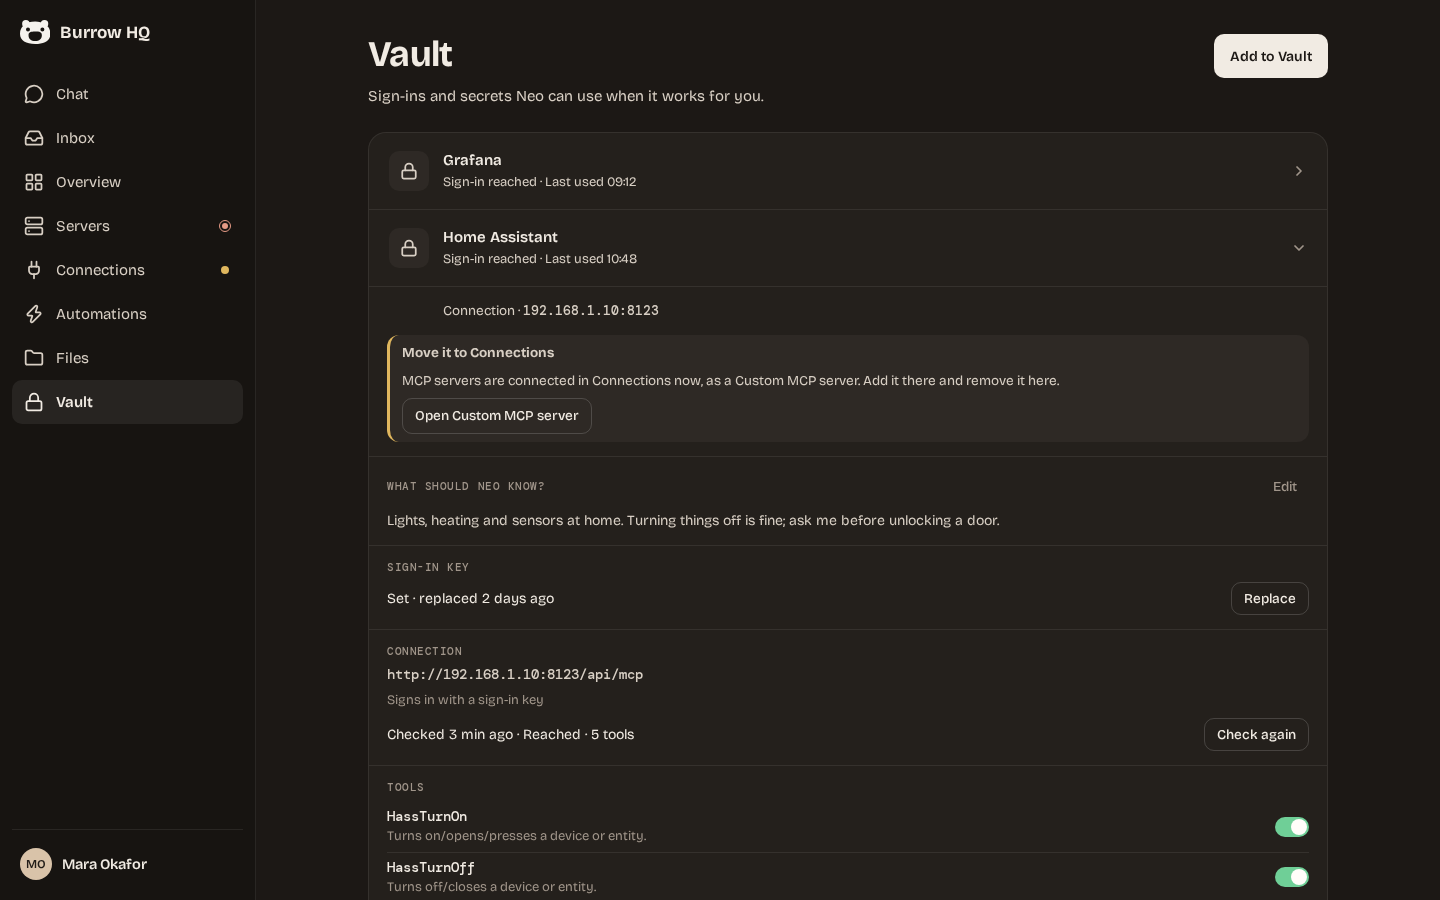 Burrow HQ
Chat
Inbox
Overview
Servers
Connections
Automations
Files
Vault
MO
Mara Okafor
Vault
Add to Vault
Sign-ins and secrets Neo can use when it works for you.
Grafana
Sign-in reached · Last used 09:12
Home Assistant
Sign-in reached · Last used 10:48
Connection · 192.168.1.10:8123
Move it to Connections
MCP servers are connected in Connections now, as a Custom MCP server. Add it there and remove it here.
Open Custom MCP server
WHAT SHOULD NEO KNOW?
Edit
Lights, heating and sensors at home. Turning things off is fine; ask me before unlocking a door.
SIGN-IN KEY
Set · replaced 2 days ago
Replace
CONNECTION
http://192.168.1.10:8123/api/mcp
Signs in with a sign-in key
Checked 3 min ago · Reached · 5 tools
Check again
TOOLS
HassTurnOn
Turns on/opens/presses a device or entity.
HassTurnOff
Turns off/closes a device or entity.